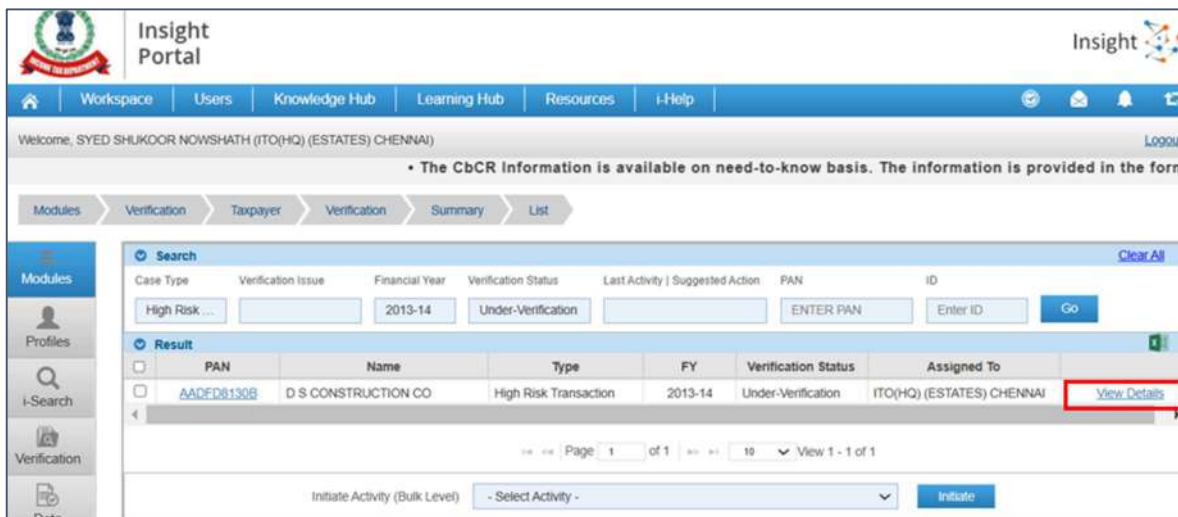 Insight
Portal
INCOME TAX DEPARTMENT
Insight
Workspace Users Knowledge Hub Learning Hub Resources i-Help
Welcome, SYED SHUKOOR NOWSHATH (ITO(HQ) (ESTATES) CHENNAI) Logou
• The CbCR Information is available on need-to-know basis. The information is provided in the forn
Modules Verification Taxpayer Verification Summary List
Modules
Profiles
i-Search
Verification
Data
Search Clear All
Case Type Verification Issue Financial Year Verification Status Last Activity | Suggested Action PAN ID
High Risk ... 2013-14 Under-Verification ENTER PAN Enter ID Go
Result
PAN Name Type FY Verification Status Assigned To
AADFD8130B D S CONSTRUCTION CO High Risk Transaction 2013-14 Under-Verification ITO(HQ) (ESTATES) CHENNAI View Details
Page 1 of 1 10 View 1 - 1 of 1
Initiate Activity (Bulk Level) - Select Activity - Initiate